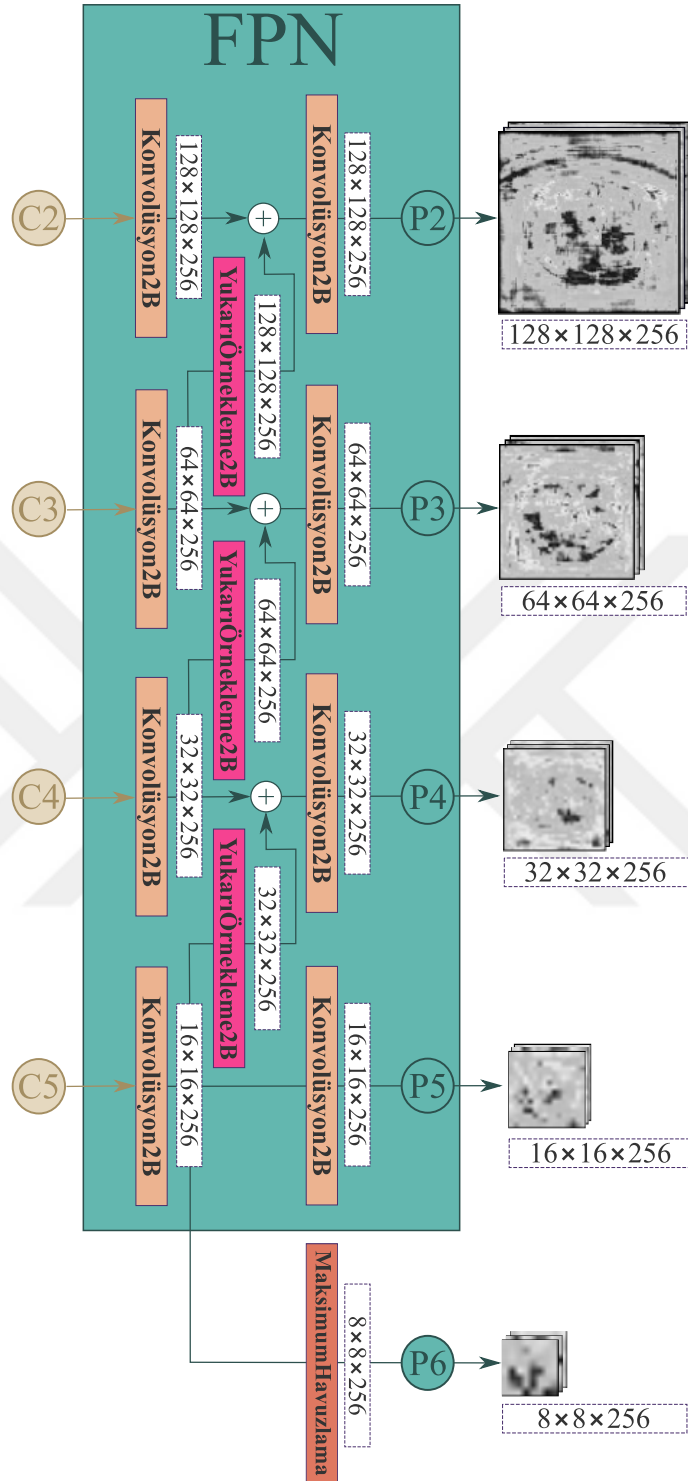 FPN
C2
Konvolüsyon2B
128×128×256
Konvolüsyon2B
128×128×256
P2
128×128×256
YukarıÖrnekleme2B
128×128×256
C3
Konvolüsyon2B
64×64×256
Konvolüsyon2B
64×64×256
P3
64×64×256
YukarıÖrnekleme2B
64×64×256
C4
Konvolüsyon2B
32×32×256
Konvolüsyon2B
32×32×256
P4
32×32×256
YukarıÖrnekleme2B
32×32×256
C5
Konvolüsyon2B
16×16×256
Konvolüsyon2B
16×16×256
P5
16×16×256
MaksimumHavuzlama
8×8×256
P6
8×8×256